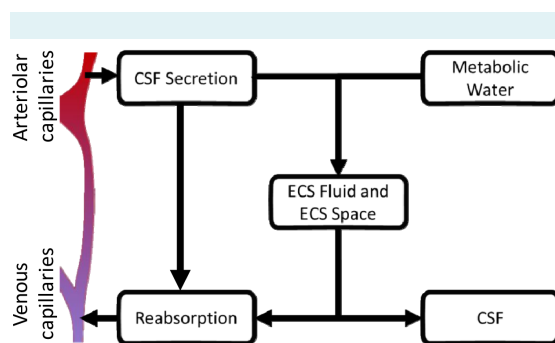 Arteriolar
capillaries
CSF Secretion
Metabolic
Water
ECS Fluid and
ECS Space
Venous
capillaries
Reabsorption
CSF